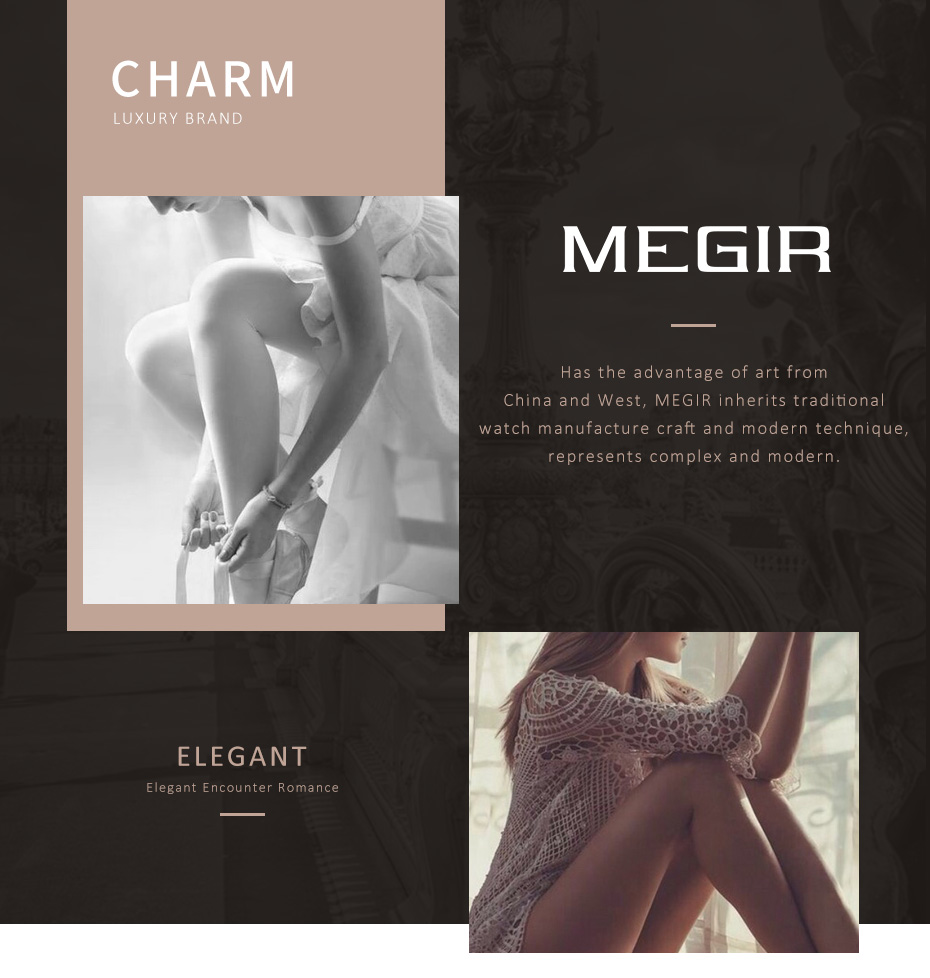 CHARM
LUXURY BRAND
MEGIR
Has the advantage of art from
China and West, MEGIR inherits traditional
watch manufacture craft and modern technique,
represents complex and modern.
ELEGANT
Elegant Encounter Romance